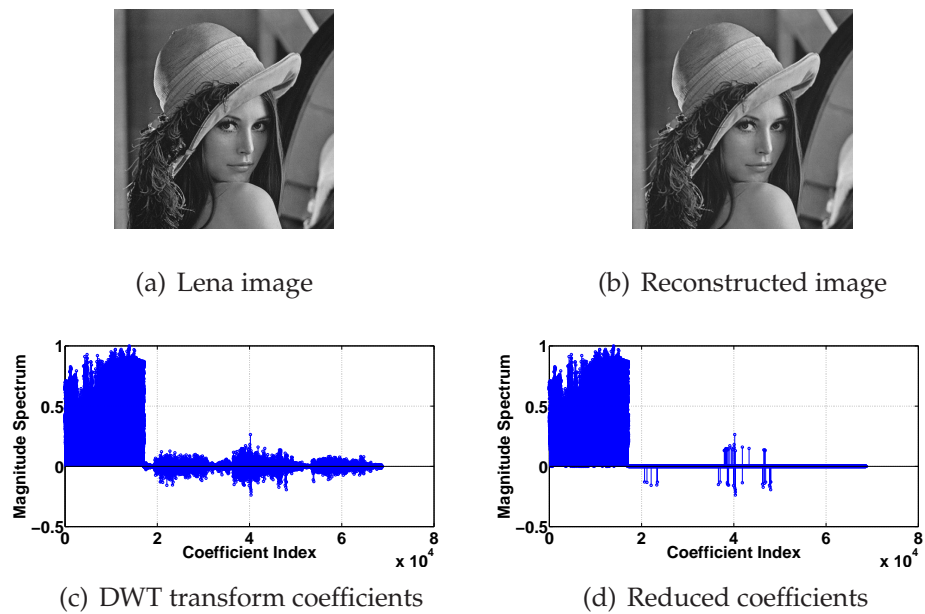 (a) Lena image
(b) Reconstructed image
1
0.5
0
−0.5
0 2 4 6 8
Magnitude Spectrum
Coefficient Index
x 10^4
1
0.5
0
−0.5
0 2 4 6 8
Magnitude Spectrum
Coefficient Index
x 10^4
(c) DWT transform coefficients
(d) Reduced coefficients